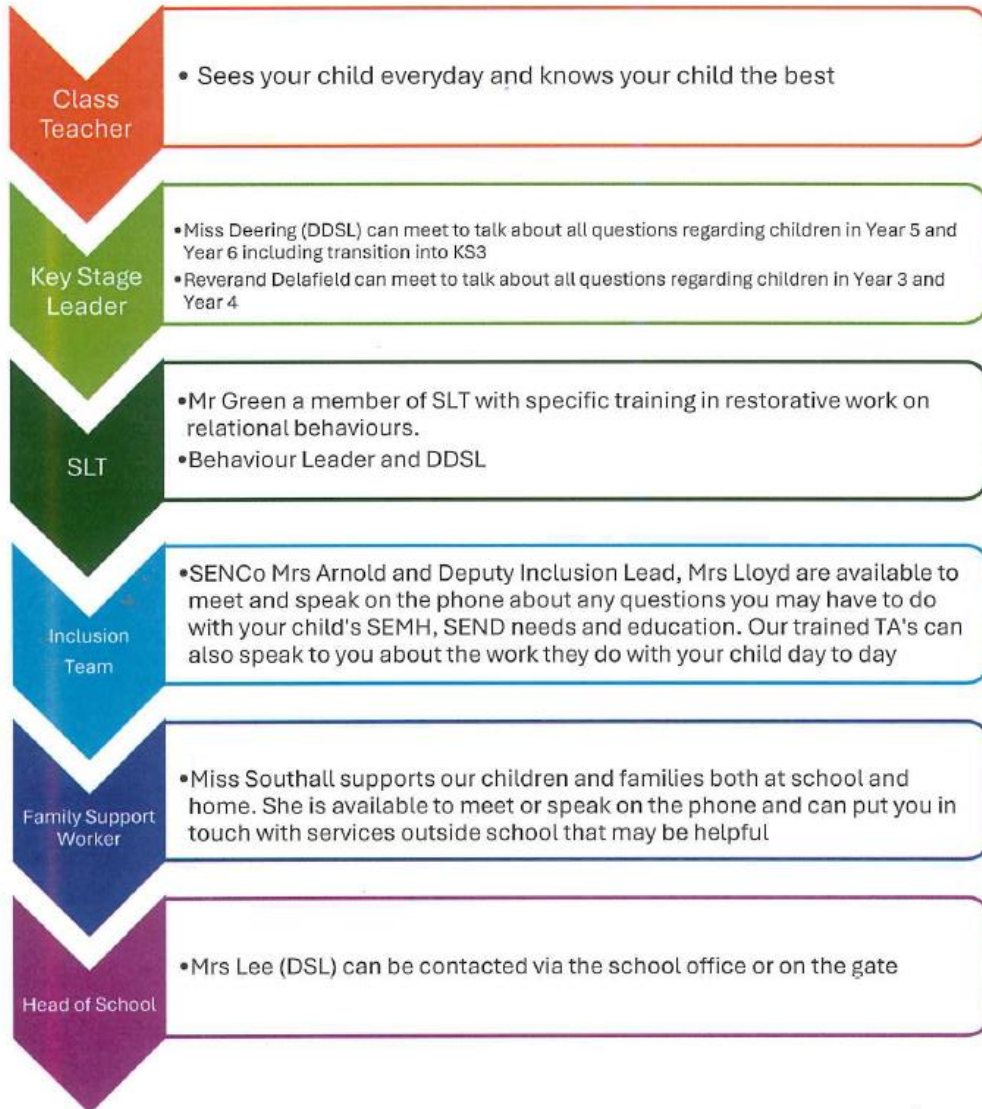 Class
Teacher
• Sees your child everyday and knows your child the best
Key Stage
Leader
•Miss Deering (DDSL) can meet to talk about all questions regarding children in Year 5 and
Year 6 including transition into KS3
•Reverand Delafield can meet to talk about all questions regarding children in Year 3 and
Year 4
SLT
•Mr Green a member of SLT with specific training in restorative work on
relational behaviours.
•Behaviour Leader and DDSL
Inclusion
Team
•SENCo Mrs Arnold and Deputy Inclusion Lead, Mrs Lloyd are available to
meet and speak on the phone about any questions you may have to do
with your child's SEMH, SEND needs and education. Our trained TA's can
also speak to you about the work they do with your child day to day
Family Support
Worker
•Miss Southall supports our children and families both at school and
home. She is available to meet or speak on the phone and can put you in
touch with services outside school that may be helpful
Head of School
•Mrs Lee (DSL) can be contacted via the school office or on the gate